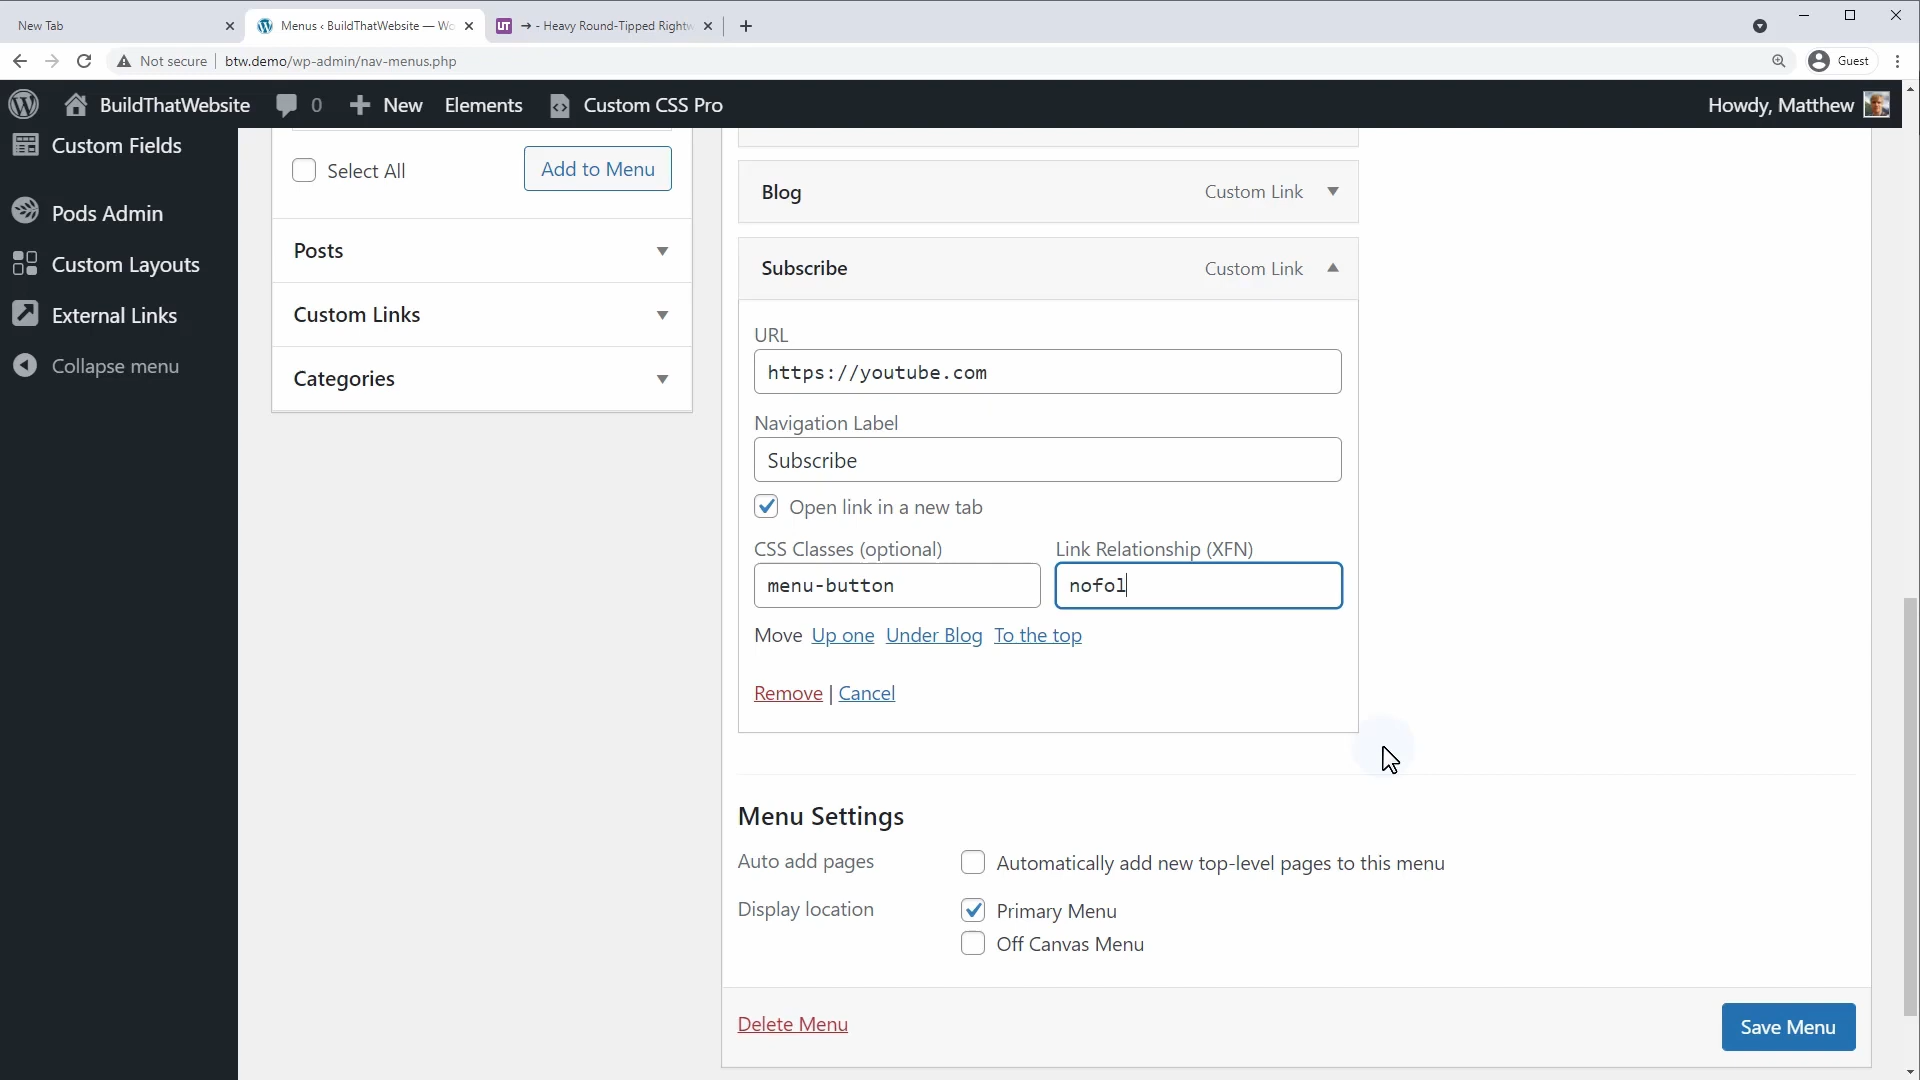 New Tab
Menus ‹ BuildThatWebsite — Wo
UT
➔ - Heavy Round-Tipped Rightw
Not secure
btw.demo/wp-admin/nav-menus.php
Guest
BuildThatWebsite
0
New
Elements
Custom CSS Pro
Howdy, Matthew
Custom Fields
Pods Admin
Custom Layouts
External Links
Collapse menu
Select All
Add to Menu
Posts
Custom Links
Categories
Blog
Custom Link
Subscribe
Custom Link
URL
https://youtube.com
Navigation Label
Subscribe
Open link in a new tab
CSS Classes (optional)
Link Relationship (XFN)
menu-button
nofol
Move Up one Under Blog To the top
Remove | Cancel
Menu Settings
Auto add pages
Automatically add new top-level pages to this menu
Display location
Primary Menu
Off Canvas Menu
Delete Menu
Save Menu